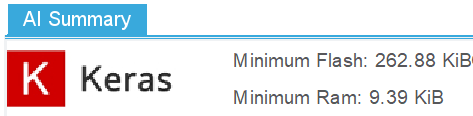 AI Summary
Minimum Flash: 262.88 KiB
K Keras
Minimum Ram: 9.39 KiB